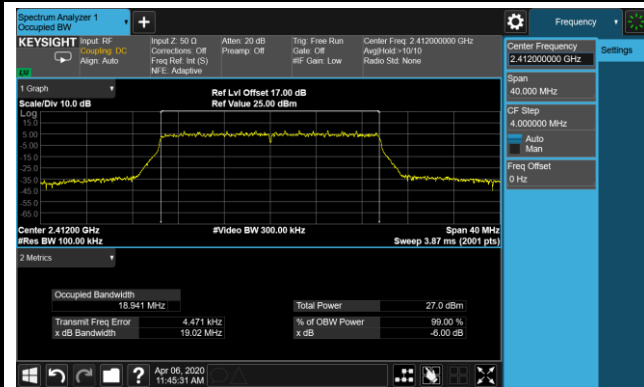 Spectrum Analyzer 1
Occupied BW
Frequency
KEYSIGHT
Input: RF
Coupling: DC
Align: Auto
Input Z: 50 Ω
Corrections: Off
Freq Ref: Int (S)
NFE: Adaptive
Atten: 20 dB
Preamp: Off
Trig: Free Run
Gate: Off
#IF Gain: Low
Center Freq: 2.412000000 GHz
Avg|Hold:>10/10
Radio Std: None
Center Frequency
2.412000000 GHz
Settings
Span
40.000 MHz
CF Step
4.000000 MHz
Auto
Man
Freq Offset
0 Hz
1 Graph
Scale/Div 10.0 dB
Ref Lvl Offset 17.00 dB
Ref Value 25.00 dBm
Log
15.0
5.00
-5.00
-15.0
-25.0
-35.0
-45.0
-55.0
-65.0
Center 2.41200 GHz
#Res BW 100.00 kHz
#Video BW 300.00 kHz
Span 40 MHz
Sweep 3.87 ms (2001 pts)
2 Metrics
Occupied Bandwidth
18.941 MHz
Total Power
27.0 dBm
Transmit Freq Error
4.471 kHz
% of OBW Power
99.00 %
x dB Bandwidth
19.02 MHz
x dB
-6.00 dB
Apr 06, 2020
11:45:31 AM